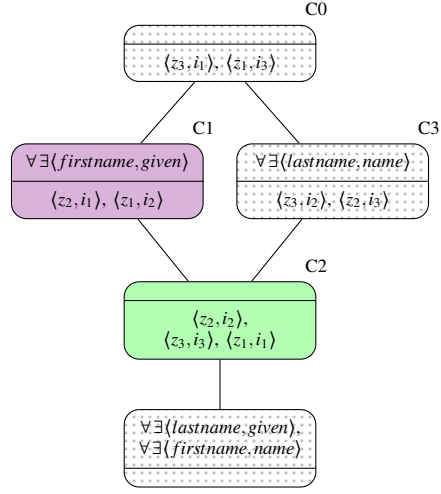 C0
⟨z₃,i₁⟩, ⟨z₁,i₃⟩
C1
∀∃⟨firstname,given⟩
⟨z₂,i₁⟩, ⟨z₁,i₂⟩
C3
∀∃⟨lastname,name⟩
⟨z₃,i₂⟩, ⟨z₂,i₃⟩
C2
⟨z₂,i₂⟩,
⟨z₃,i₃⟩, ⟨z₁,i₁⟩
∀∃⟨lastname,given⟩,
∀∃⟨firstname,name⟩